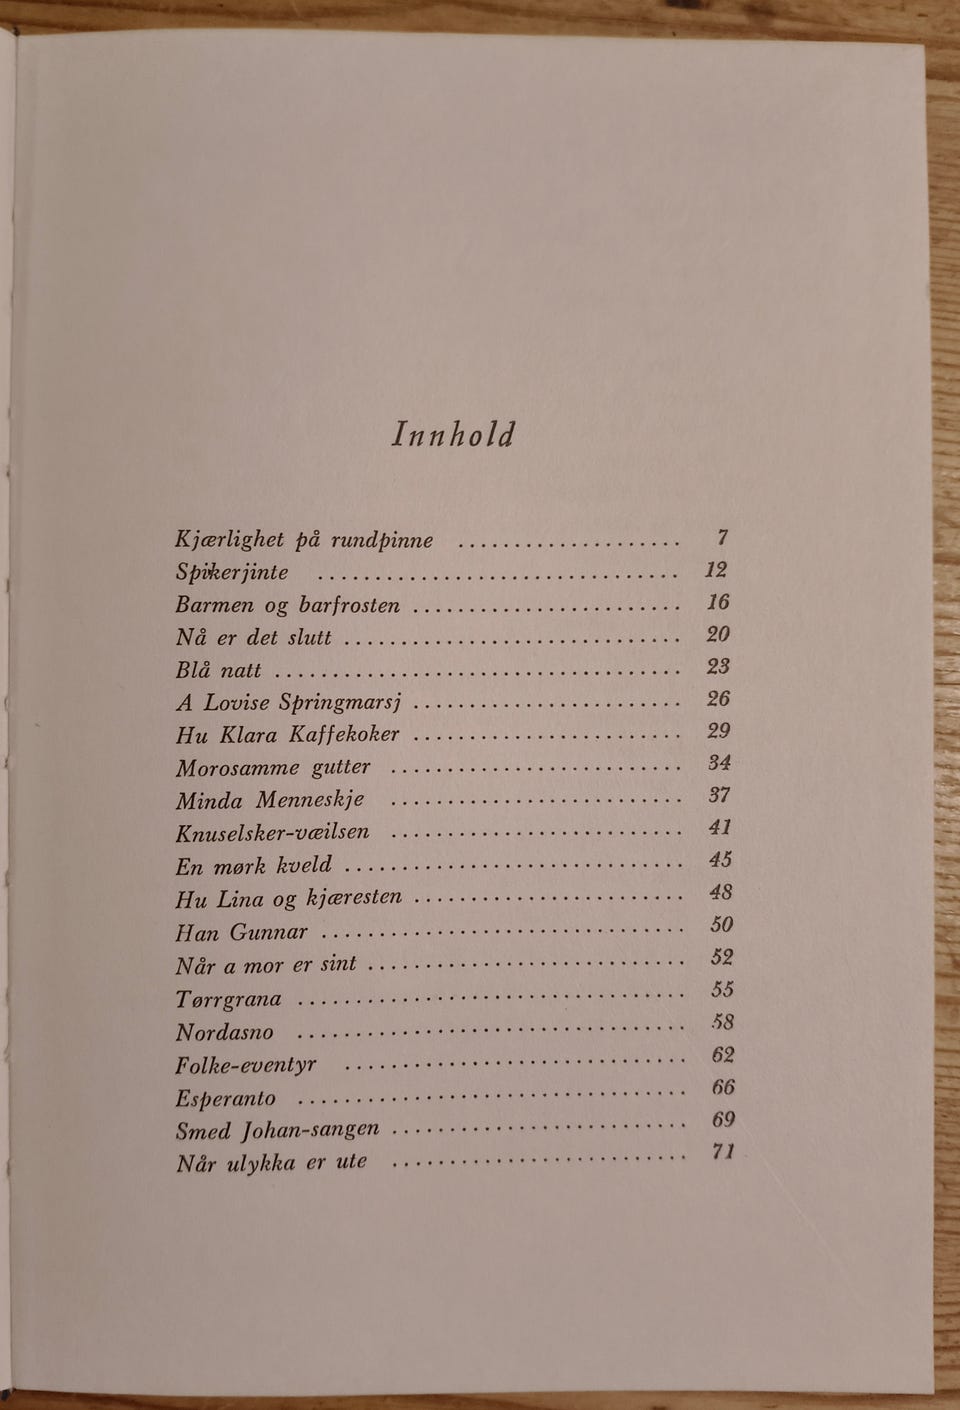 Innhold
Kjærlighet på rundpinne .................... 7
Spikerjinte ................................ 12
Barmen og barfrosten ........................ 16
Nå er det slutt .............................. 20
Blå natt .................................... 23
A Lovise Springmarsj ........................ 26
Hu Klara Kaffekoker ........................ 29
Morosamme gutter .......................... 34
Minda Menneskje .......................... 37
Knuselsker-væilsen .......................... 41
En mørk kveld .............................. 45
Hu Lina og kjæresten ........................ 48
Han Gunnar ................................ 50
Når a mor er sint ............................ 52
Tørrgrana .................................. 55
Nordasno .................................. 58
Folke-eventyr .............................. 62
Esperanto .................................. 66
Smed Johan-sangen .......................... 69
Når ulykka er ute .......................... 71